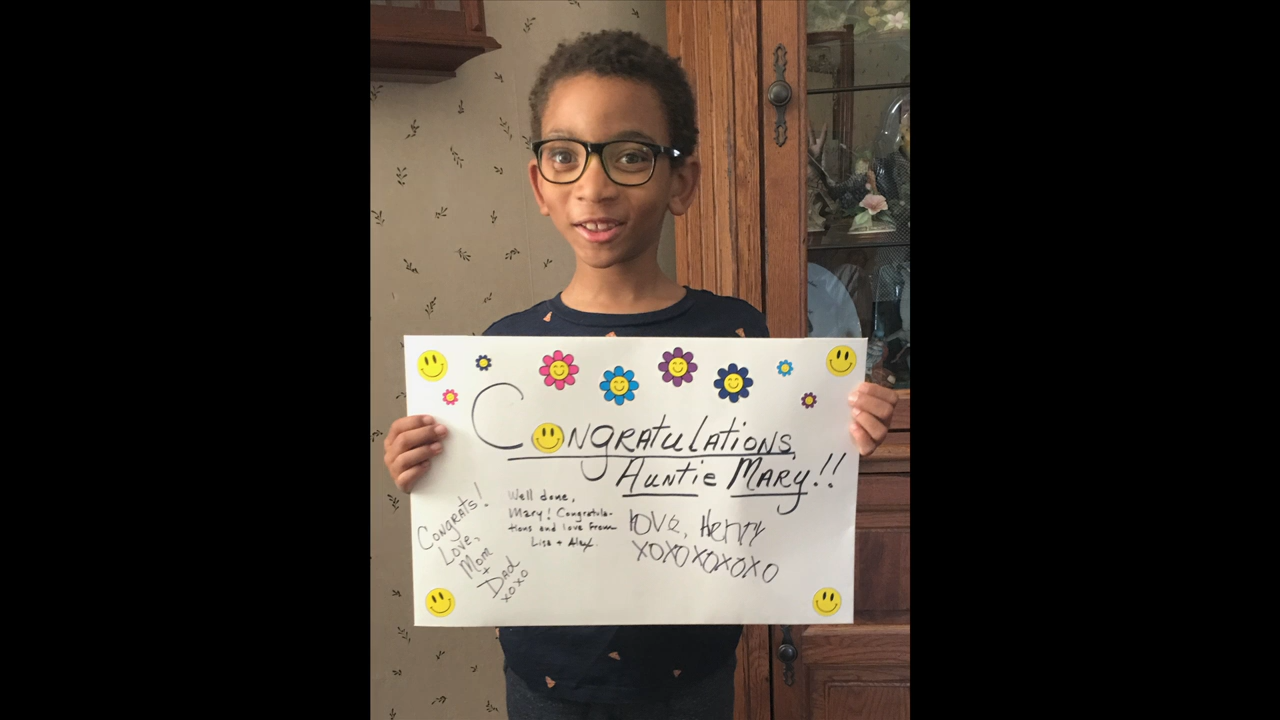 Congratulations,
Auntie Mary!!
Congrats!
Love,
Mom
+
Dad
xoxo
Well done,
Mary! Congratula-
tions and love from
Lisa + Alex.
love, Henry
XOXOXOXOXO